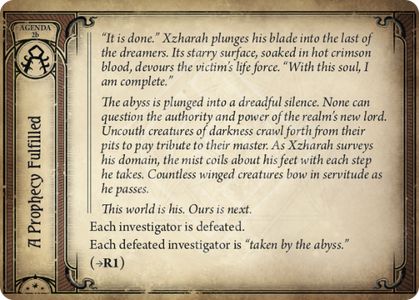 AGENDA
2b
A Prophecy Fulfilled
“It is done.” Xzharah plunges his blade into the last of
the dreamers. Its starry surface, soaked in hot crimson
blood, devours the victim’s life force. “With this soul, I
am complete.”
The abyss is plunged into a dreadful silence. None can
question the authority and power of the realm’s new lord.
Uncouth creatures of darkness crawl forth from their
pits to pay tribute to their master. As Xzharah surveys
his domain, the mist coils about his feet with each step
he takes. Countless winged creatures bow in servitude as
he passes.
This world is his. Ours is next.
Each investigator is defeated.
Each defeated investigator is “taken by the abyss.”
(→R1)